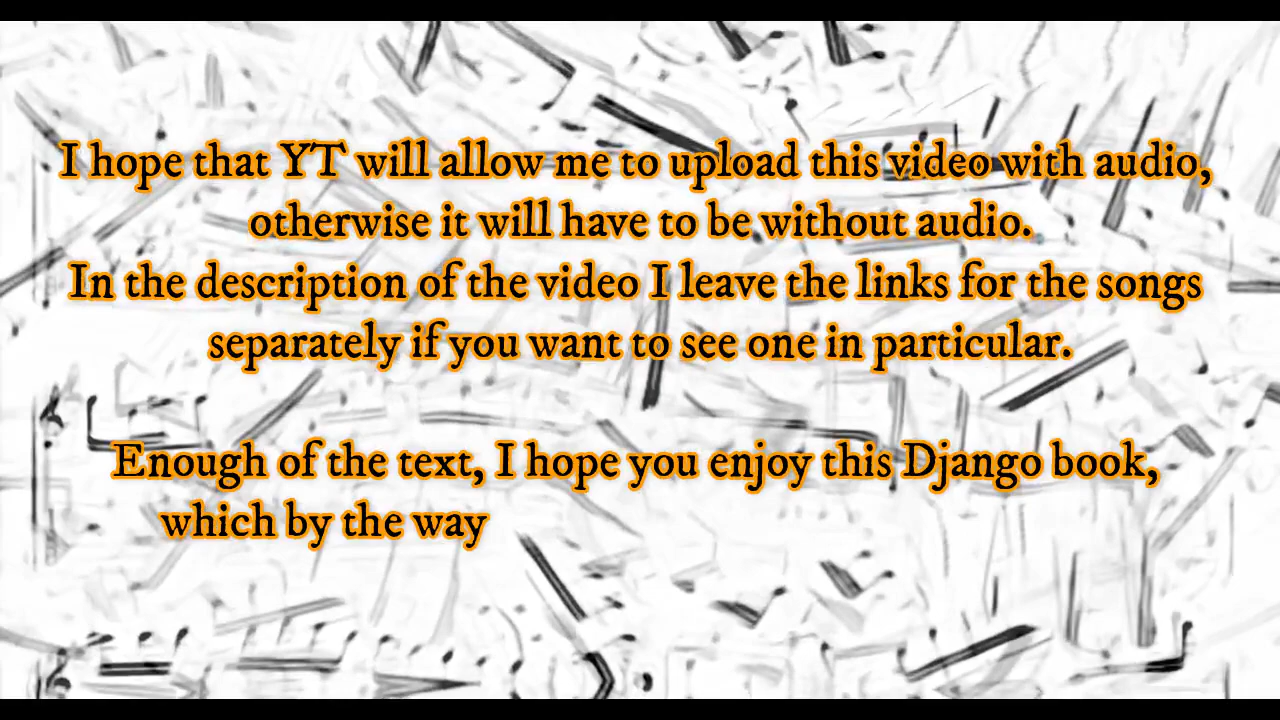 I hope that YT will allow me to upload this video with audio,
otherwise it will have to be without audio.
In the description of the video I leave the links for the songs
separately if you want to see one in particular.
Enough of the text, I hope you enjoy this Django book,
which by the way